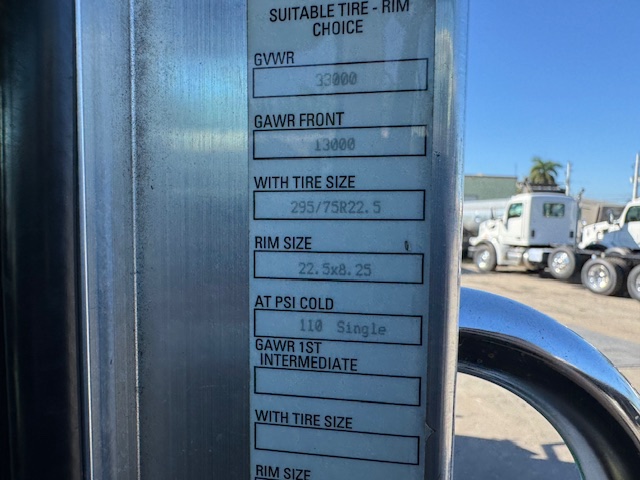 SUITABLE TIRE - RIM
CHOICE
GVWR
33000
GAWR FRONT
13000
WITH TIRE SIZE
295/75R22.5
RIM SIZE
22.5x8.25
AT PSI COLD
110 Single
GAWR 1ST
INTERMEDIATE
WITH TIRE SIZE
RIM SIZE